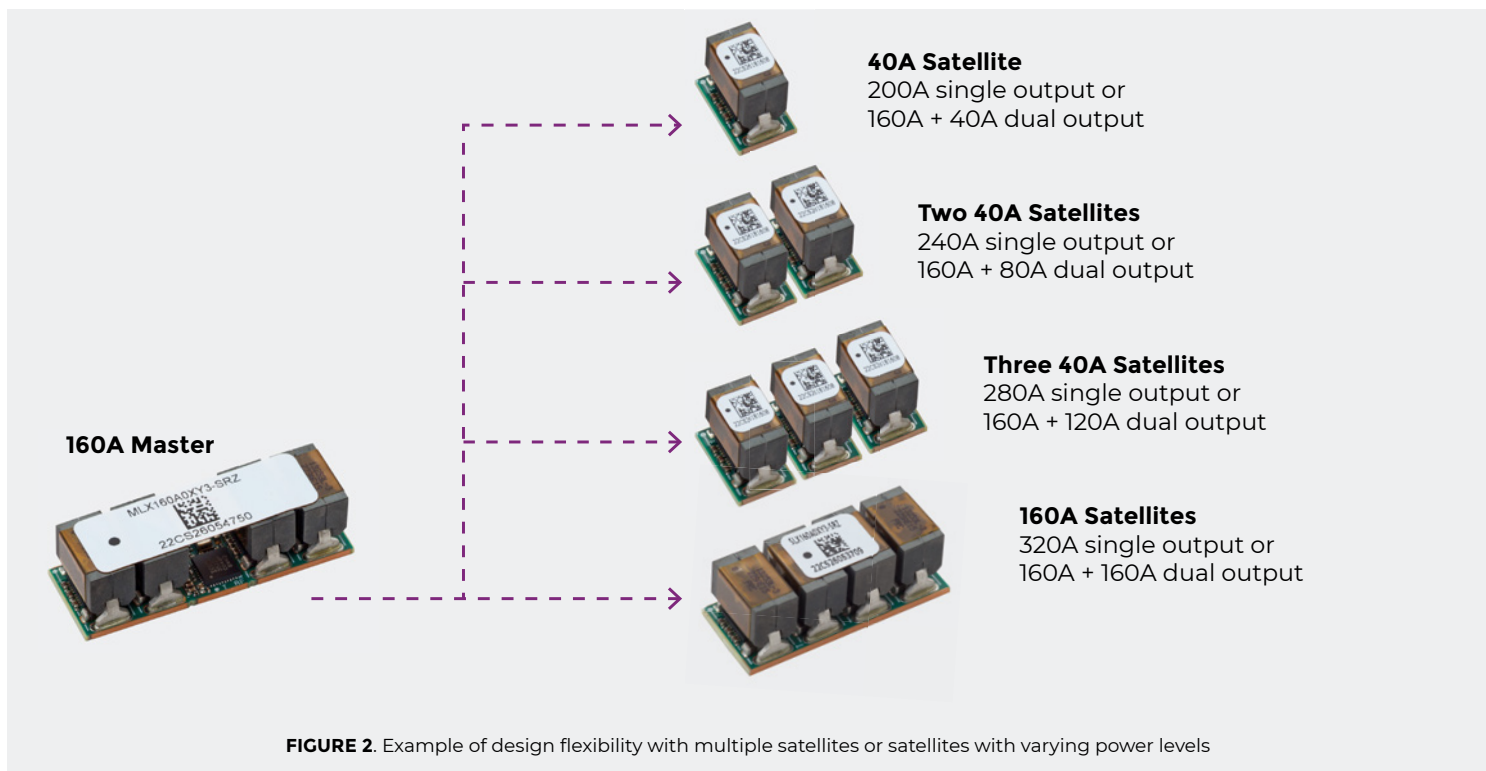 40A Satellite
200A single output or
160A + 40A dual output
Two 40A Satellites
240A single output or
160A + 80A dual output
Three 40A Satellites
280A single output or
160A + 120A dual output
160A Master
MLX160A0XY3-SRZ
22CS26054750
160A Satellites
320A single output or
160A + 160A dual output
22CS26063709
FIGURE 2. Example of design flexibility with multiple satellites or satellites with varying power levels